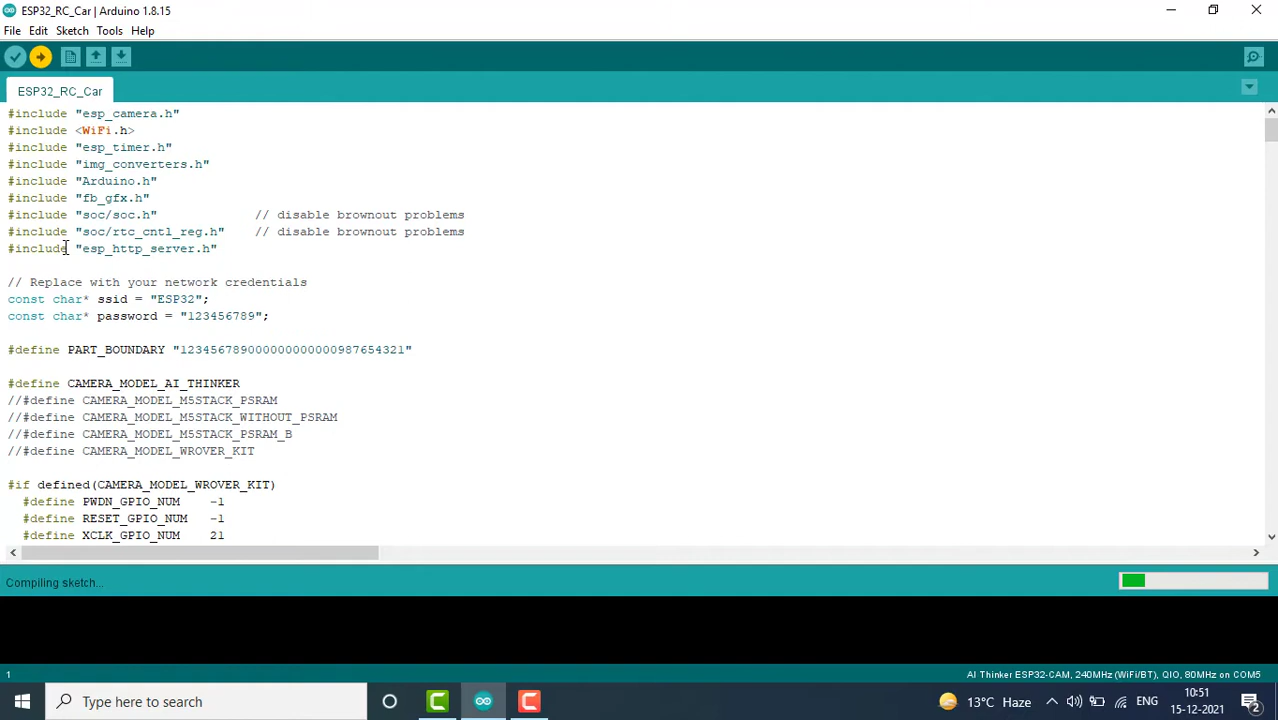 ESP32_RC_Car | Arduino 1.8.15
File Edit Sketch Tools Help
ESP32_RC_Car
#include "esp_camera.h"
#include <WiFi.h>
#include "esp_timer.h"
#include "img_converters.h"
#include "Arduino.h"
#include "fb_gfx.h"
#include "soc/soc.h" // disable brownout problems
#include "soc/rtc_cntl_reg.h" // disable brownout problems
#include "esp_http_server.h"
// Replace with your network credentials
const char* ssid = "ESP32";
const char* password = "123456789";
#define PART_BOUNDARY "123456789000000000000987654321"
#define CAMERA_MODEL_AI_THINKER
//#define CAMERA_MODEL_M5STACK_PSRAM
//#define CAMERA_MODEL_M5STACK_WITHOUT_PSRAM
//#define CAMERA_MODEL_M5STACK_PSRAM_B
//#define CAMERA_MODEL_WROVER_KIT
#if defined(CAMERA_MODEL_WROVER_KIT)
#define PWDN_GPIO_NUM -1
#define RESET_GPIO_NUM -1
#define XCLK_GPIO_NUM 21
Compiling sketch...
1 AI Thinker ESP32-CAM, 240MHz (WiFi/BT), QIO, 80MHz on COM5
Type here to search
13°C Haze
ENG
10:51
15-12-2021
2